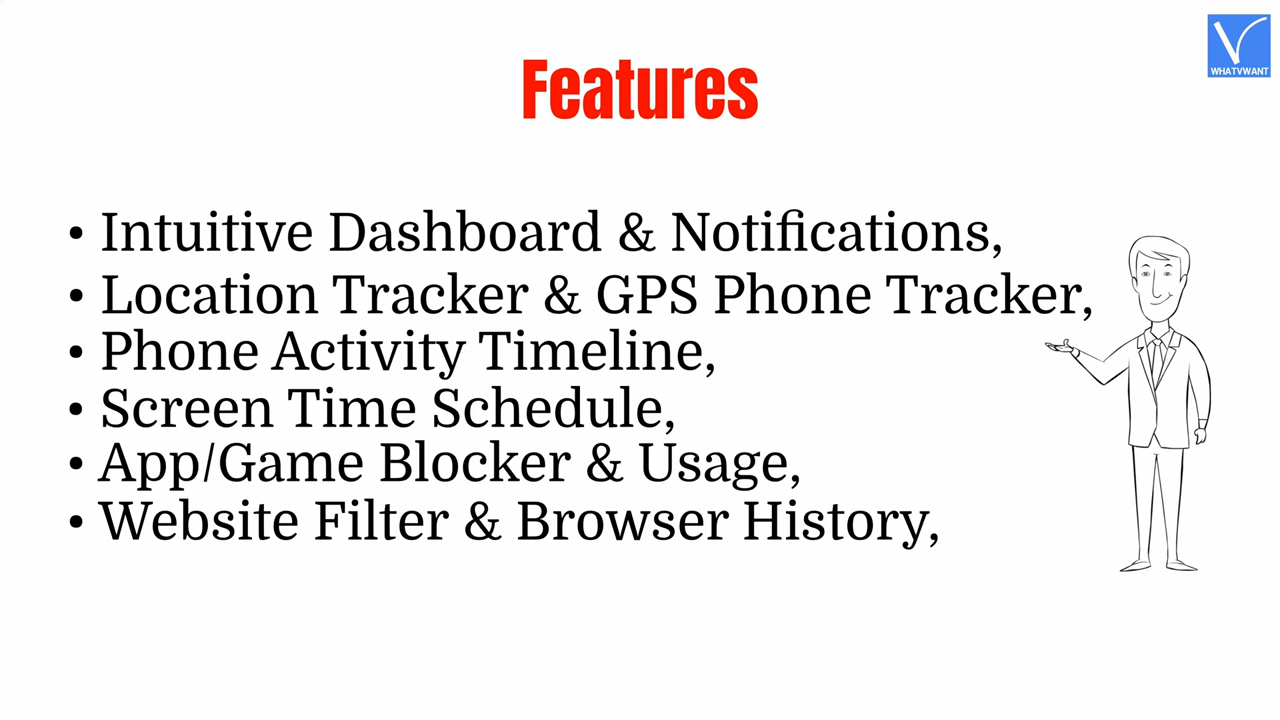 WHATVWANT
Features
• Intuitive Dashboard & Notifications,
• Location Tracker & GPS Phone Tracker,
• Phone Activity Timeline,
• Screen Time Schedule,
• App/Game Blocker & Usage,
• Website Filter & Browser History,